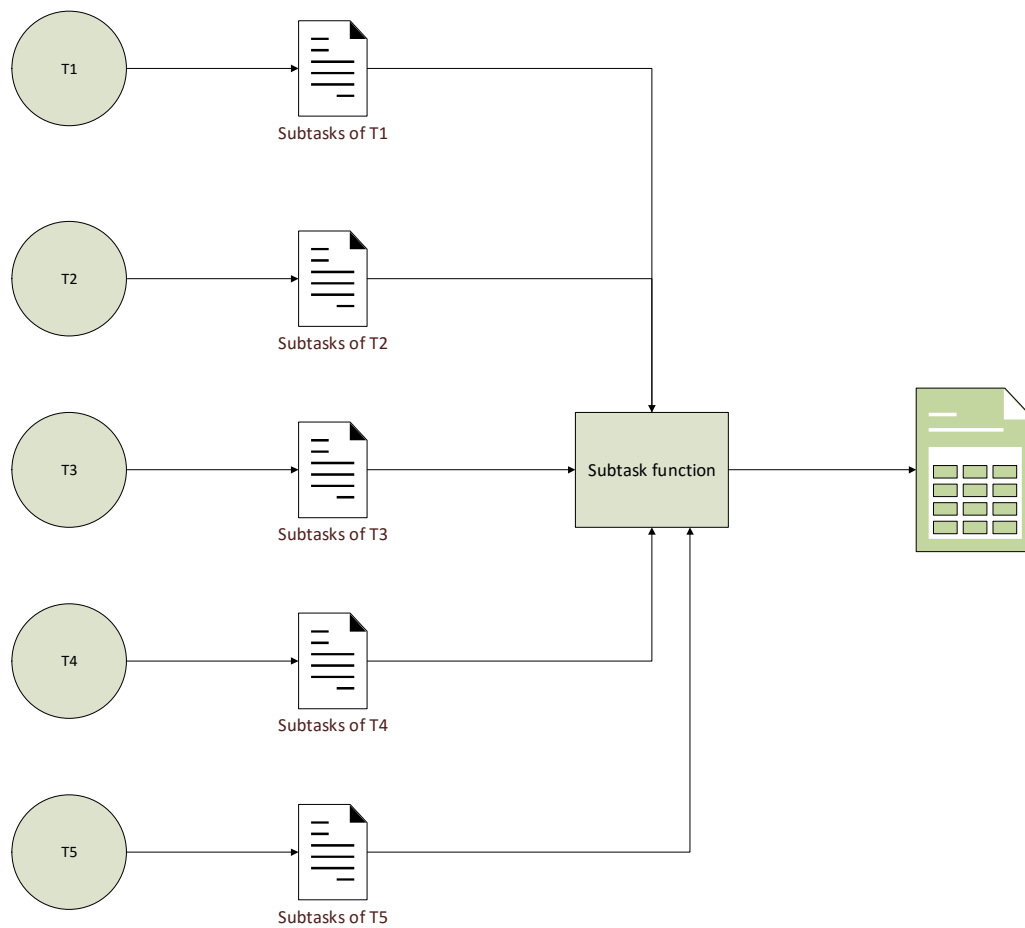 T1
Subtasks of T1
T2
Subtasks of T2
T3
Subtasks of T3
Subtask function
T4
Subtasks of T4
T5
Subtasks of T5